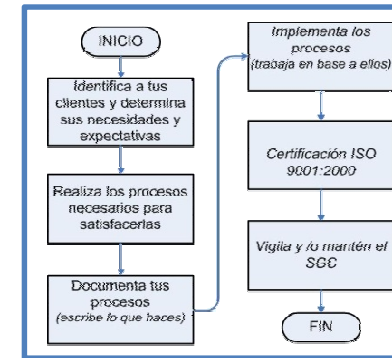 INICIO
Identifica a tus
clientes y determina
sus necesidades y
expectativas
Realiza los procesos
necesarios para
satisfacerlas
Documenta tus
procesos
(escribe lo que haces)
Implementa los
procesos
(trabaja en base a ellos)
Certificación ISO
9001:2000
Vigila y /o mantén el
SGC
FIN